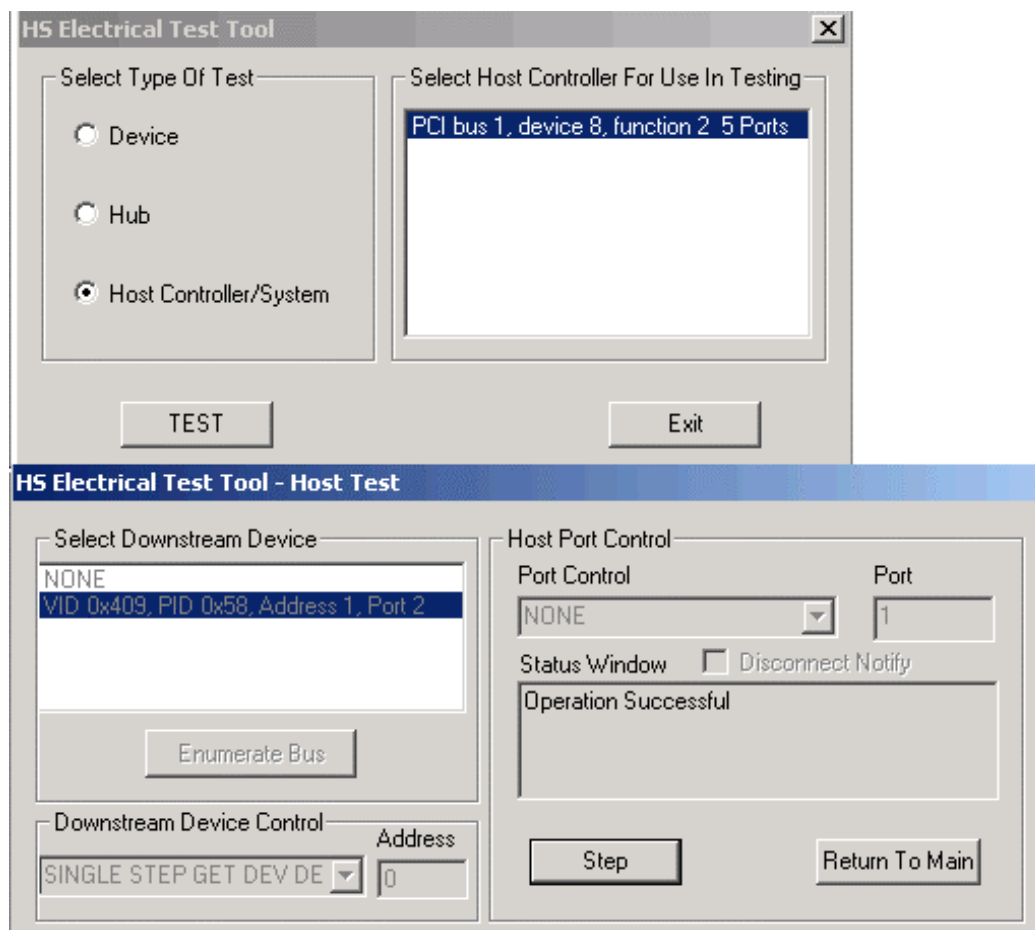 HS Electrical Test Tool
Select Type Of Test
Device
Hub
Host Controller/System
Select Host Controller For Use In Testing
PCI bus 1, device 8, function 2 5 Ports
TEST
Exit
HS Electrical Test Tool - Host Test
Select Downstream Device
NONE
VID 0x409, PID 0x58, Address 1, Port 2
Enumerate Bus
Downstream Device Control
Address
SINGLE STEP GET DEV DE
0
Host Port Control
Port Control
Port
NONE
1
Status Window
Disconnect Notify
Operation Successful
Step
Return To Main